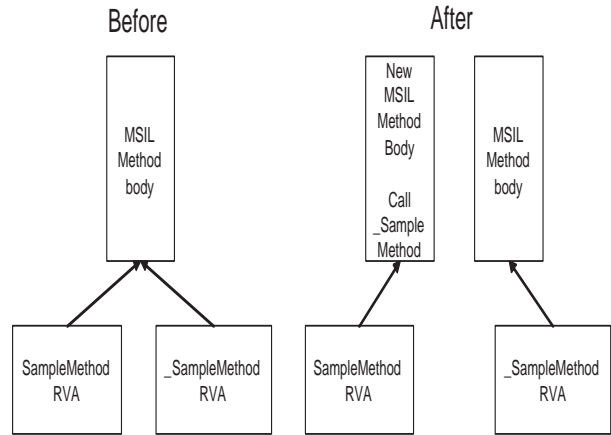 Before
After
MSIL
Method
body
New
MSIL
Method
Body
Call
_Sample
Method
MSIL
Method
body
SampleMethod
RVA
_SampleMethod
RVA
SampleMethod
RVA
_SampleMethod
RVA